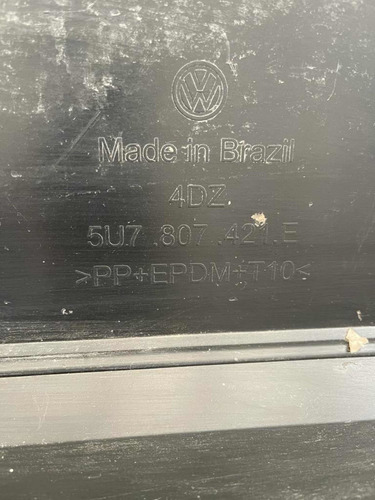 Made in Brazil
4DZ
5U7.807.421.E
>PP+EPDM+T10<